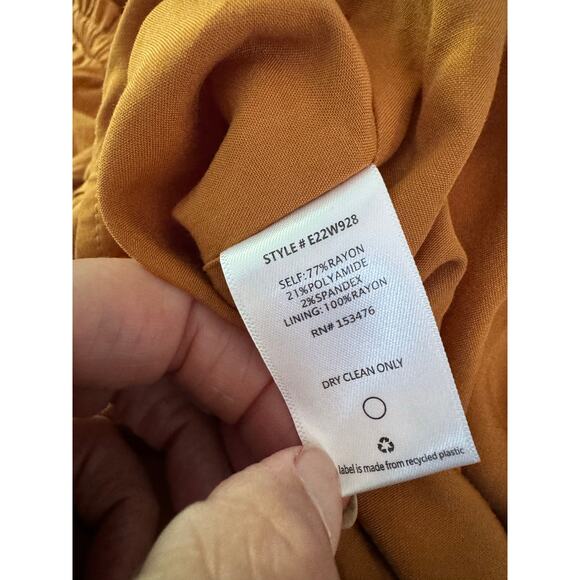 STYLE # E22W928
SELF:77%RAYON
21%POLYAMIDE
2%SPANDEX
LINING: 100%RAYON
RN# 153476
DRY CLEAN ONLY
label is made from recycled plastic